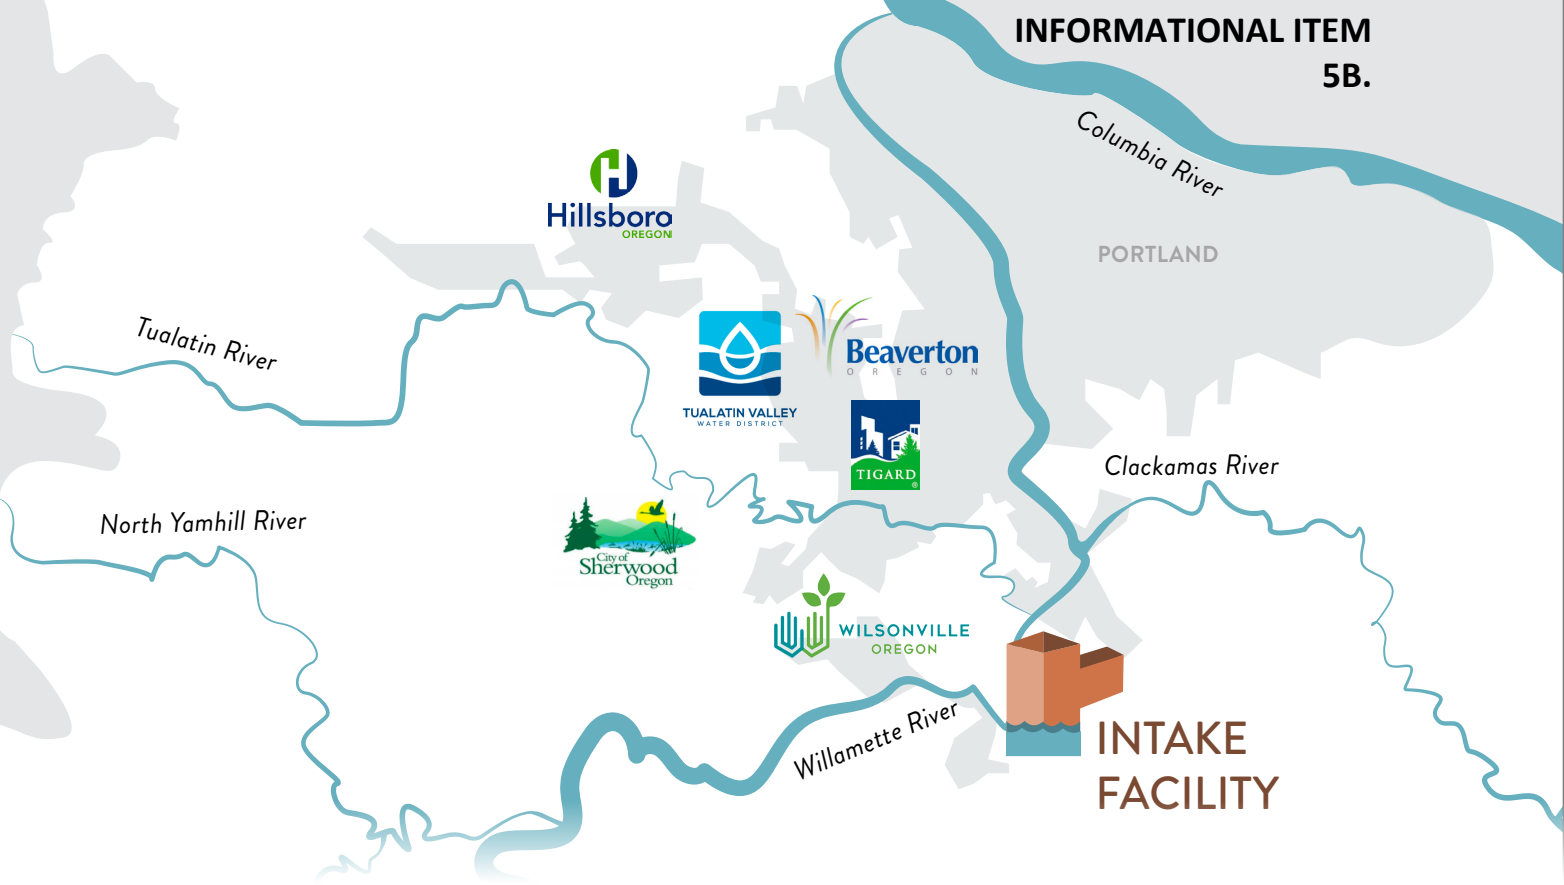 INFORMATIONAL ITEM
5B.
Columbia River
Hillsboro
OREGON
PORTLAND
Tualatin River
Beaverton
OREGON
TUALATIN VALLEY
WATER DISTRICT
TIGARD
®
Clackamas River
North Yamhill River
City of
Sherwood
Oregon
WILSONVILLE
OREGON
Willamette River
INTAKE
FACILITY